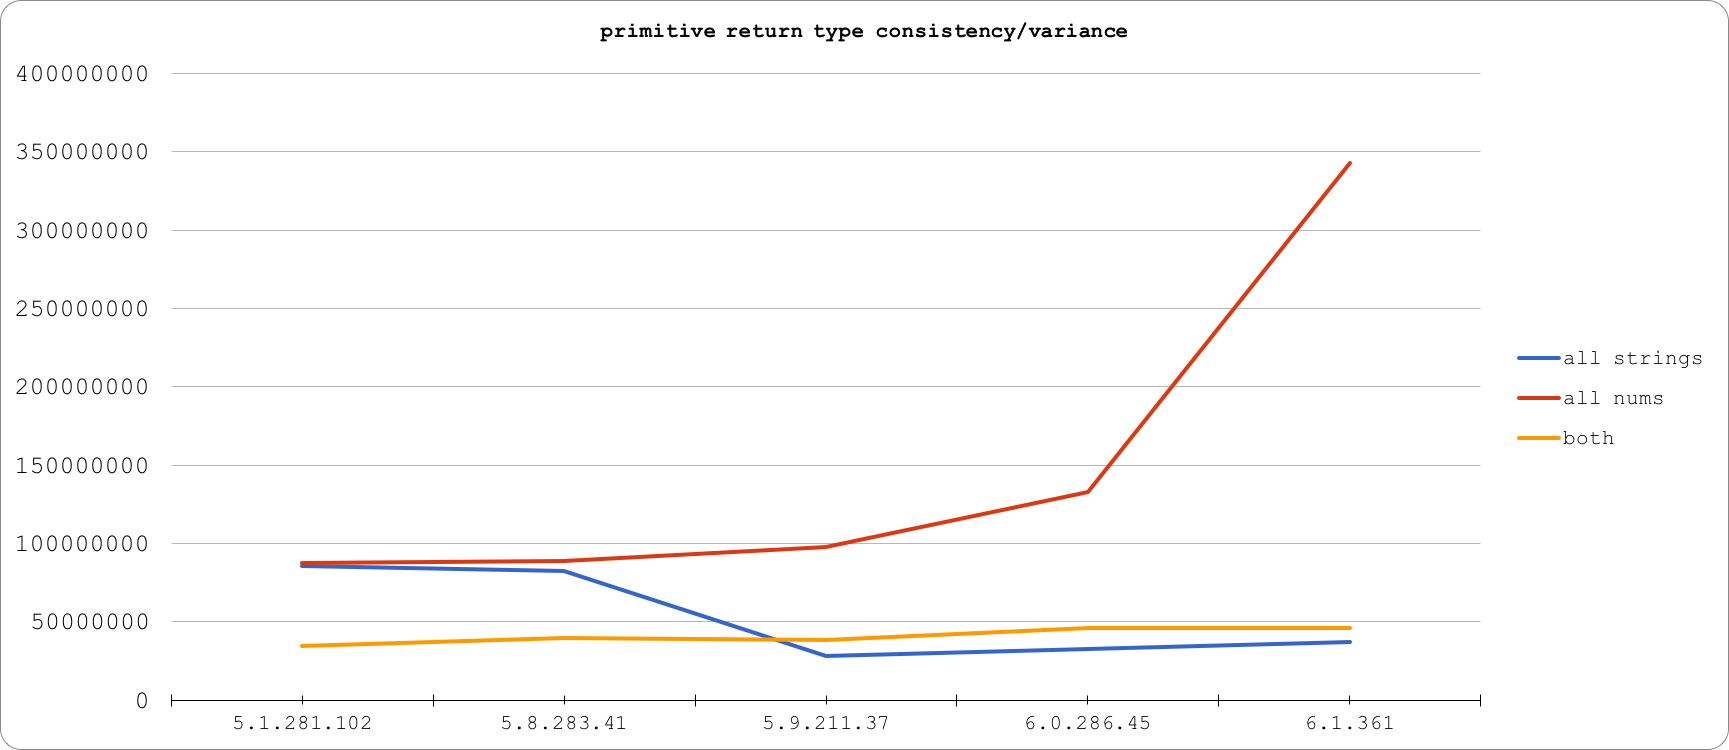 primitive return type consistency/variance
400000000
350000000
300000000
250000000
200000000
150000000
100000000
50000000
0
5.1.281.102 5.8.283.41 5.9.211.37 6.0.286.45 6.1.361
all strings
all nums
both